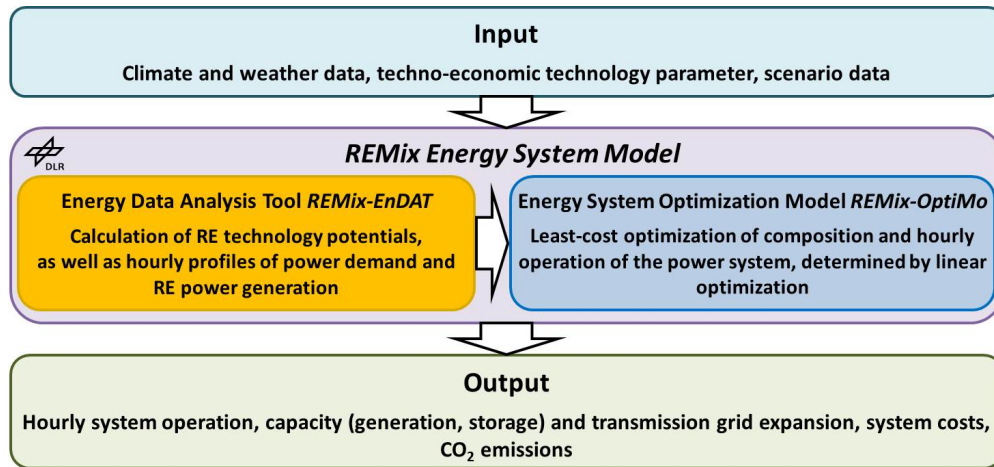 Input
Climate and weather data, techno-economic technology parameter, scenario data
REMix Energy System Model
DLR
Energy Data Analysis Tool REMix-EnDAT
Calculation of RE technology potentials,
as well as hourly profiles of power demand and
RE power generation
Energy System Optimization Model REMix-OptiMo
Least-cost optimization of composition and hourly
operation of the power system, determined by linear
optimization
Output
Hourly system operation, capacity (generation, storage) and transmission grid expansion, system costs,
CO₂ emissions